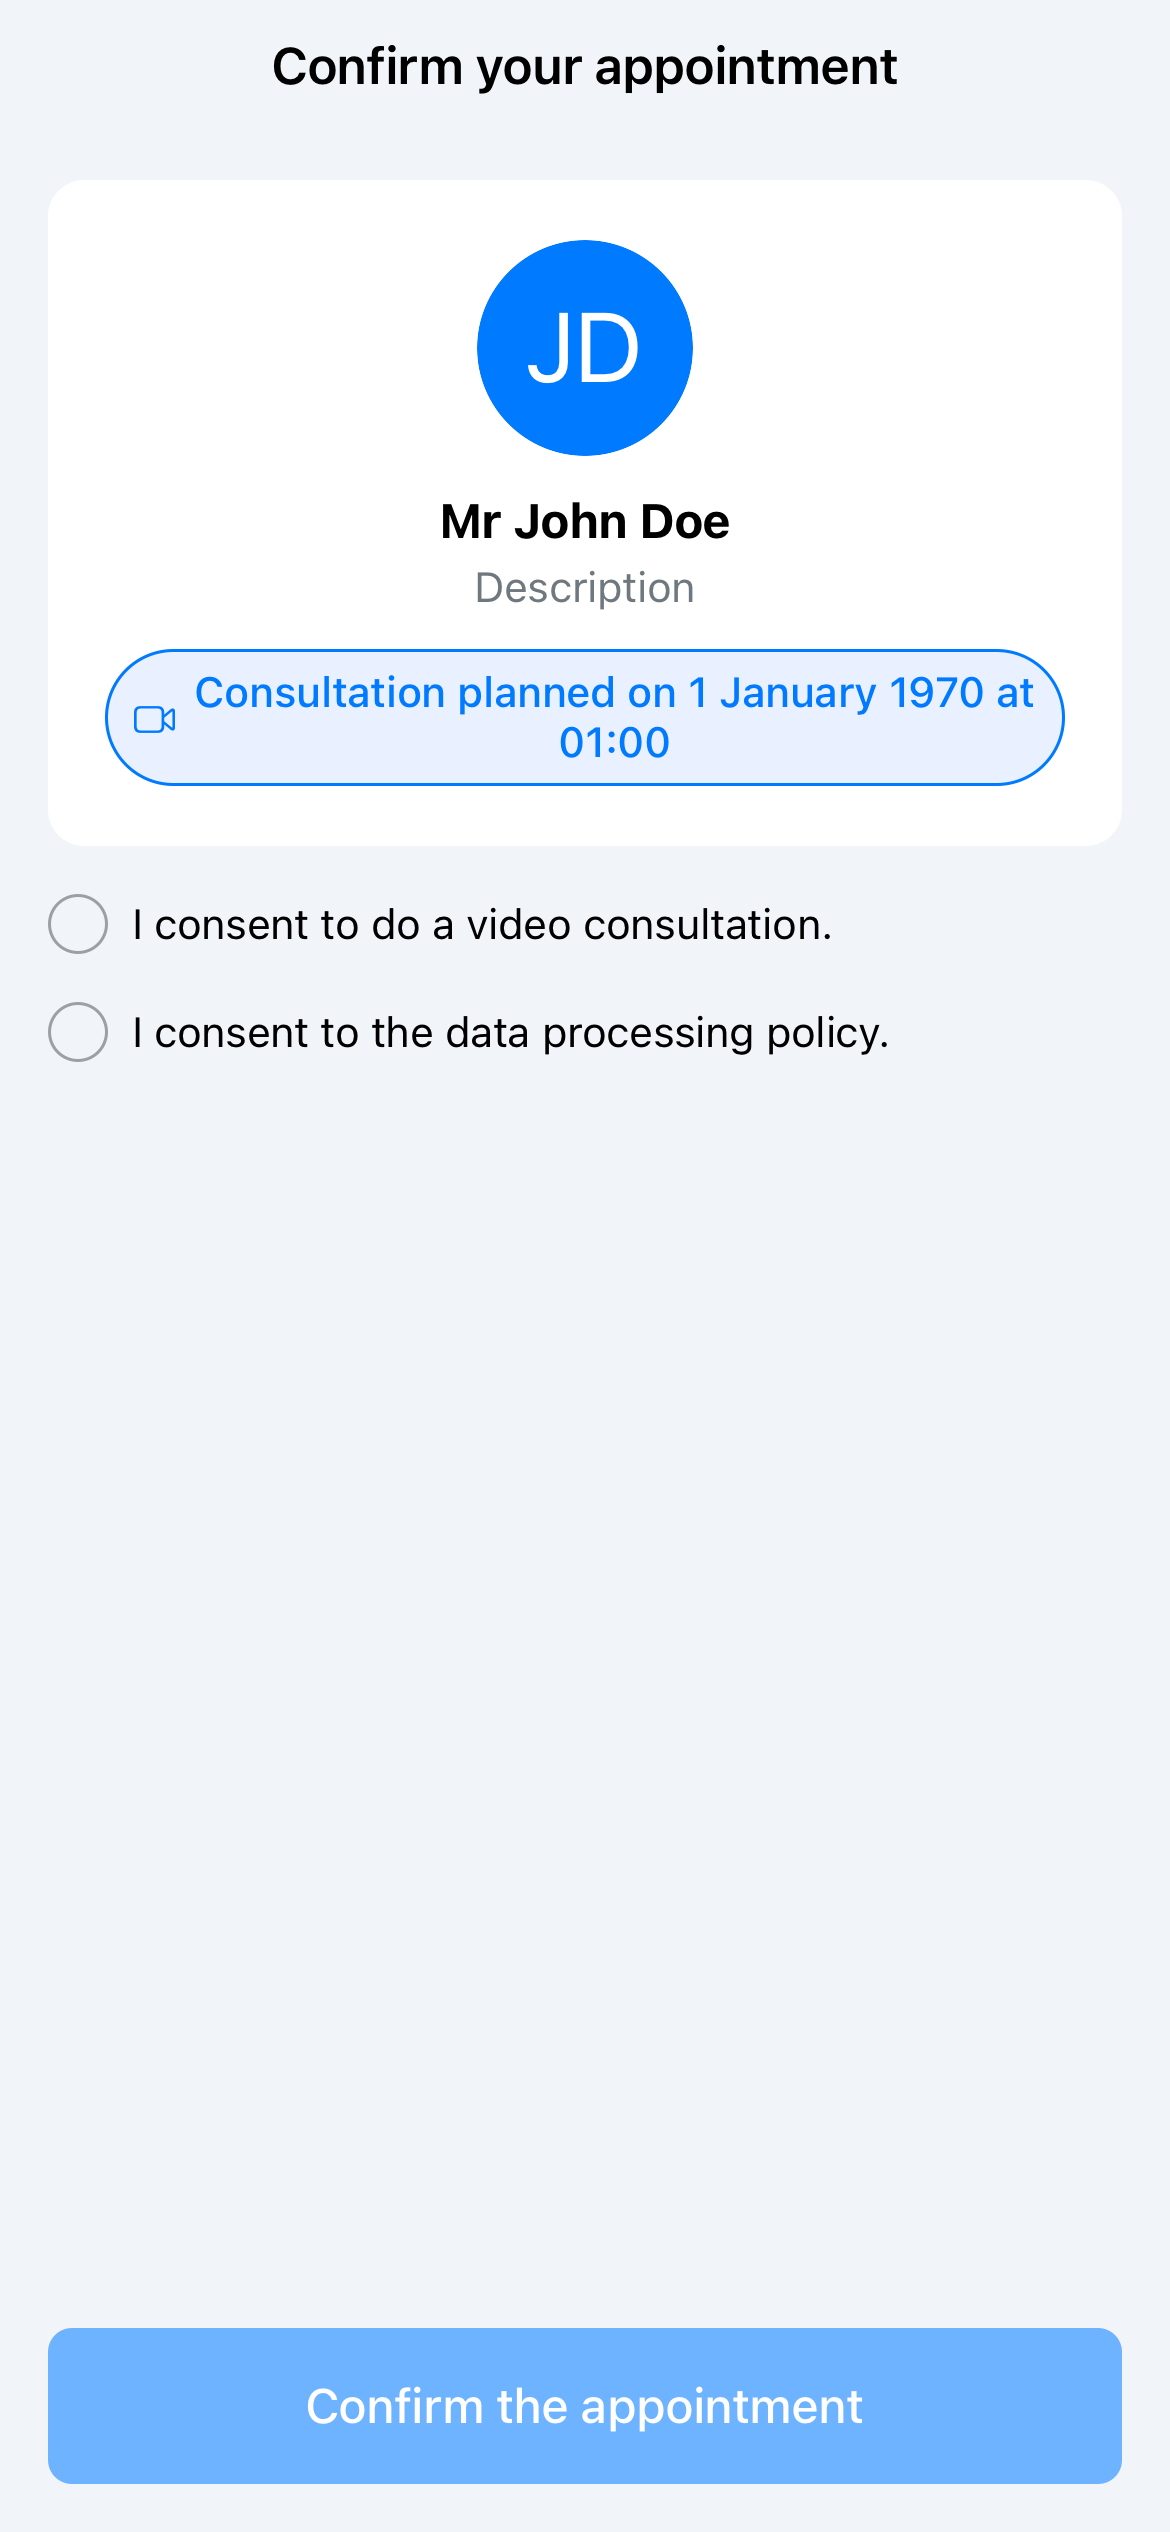 Confirm your appointment
JD
Mr John Doe
Description
Consultation planned on 1 January 1970 at
01:00
I consent to do a video consultation.
I consent to the data processing policy.
Confirm the appointment